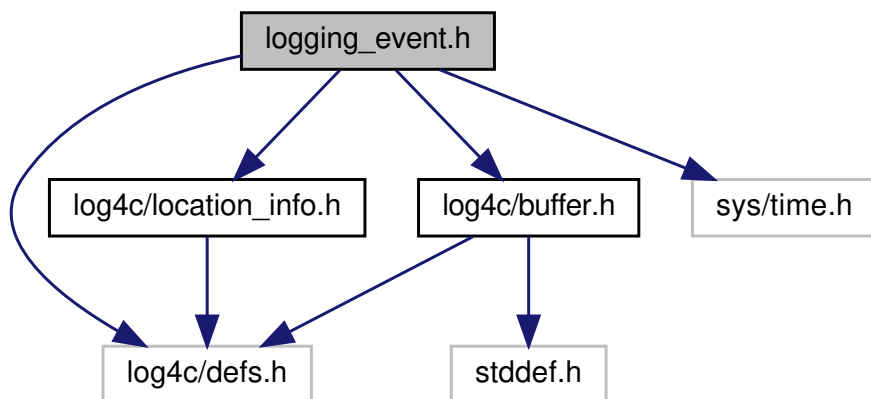 logging_event.h
log4c/location_info.h
log4c/buffer.h
sys/time.h
log4c/defs.h
stddef.h